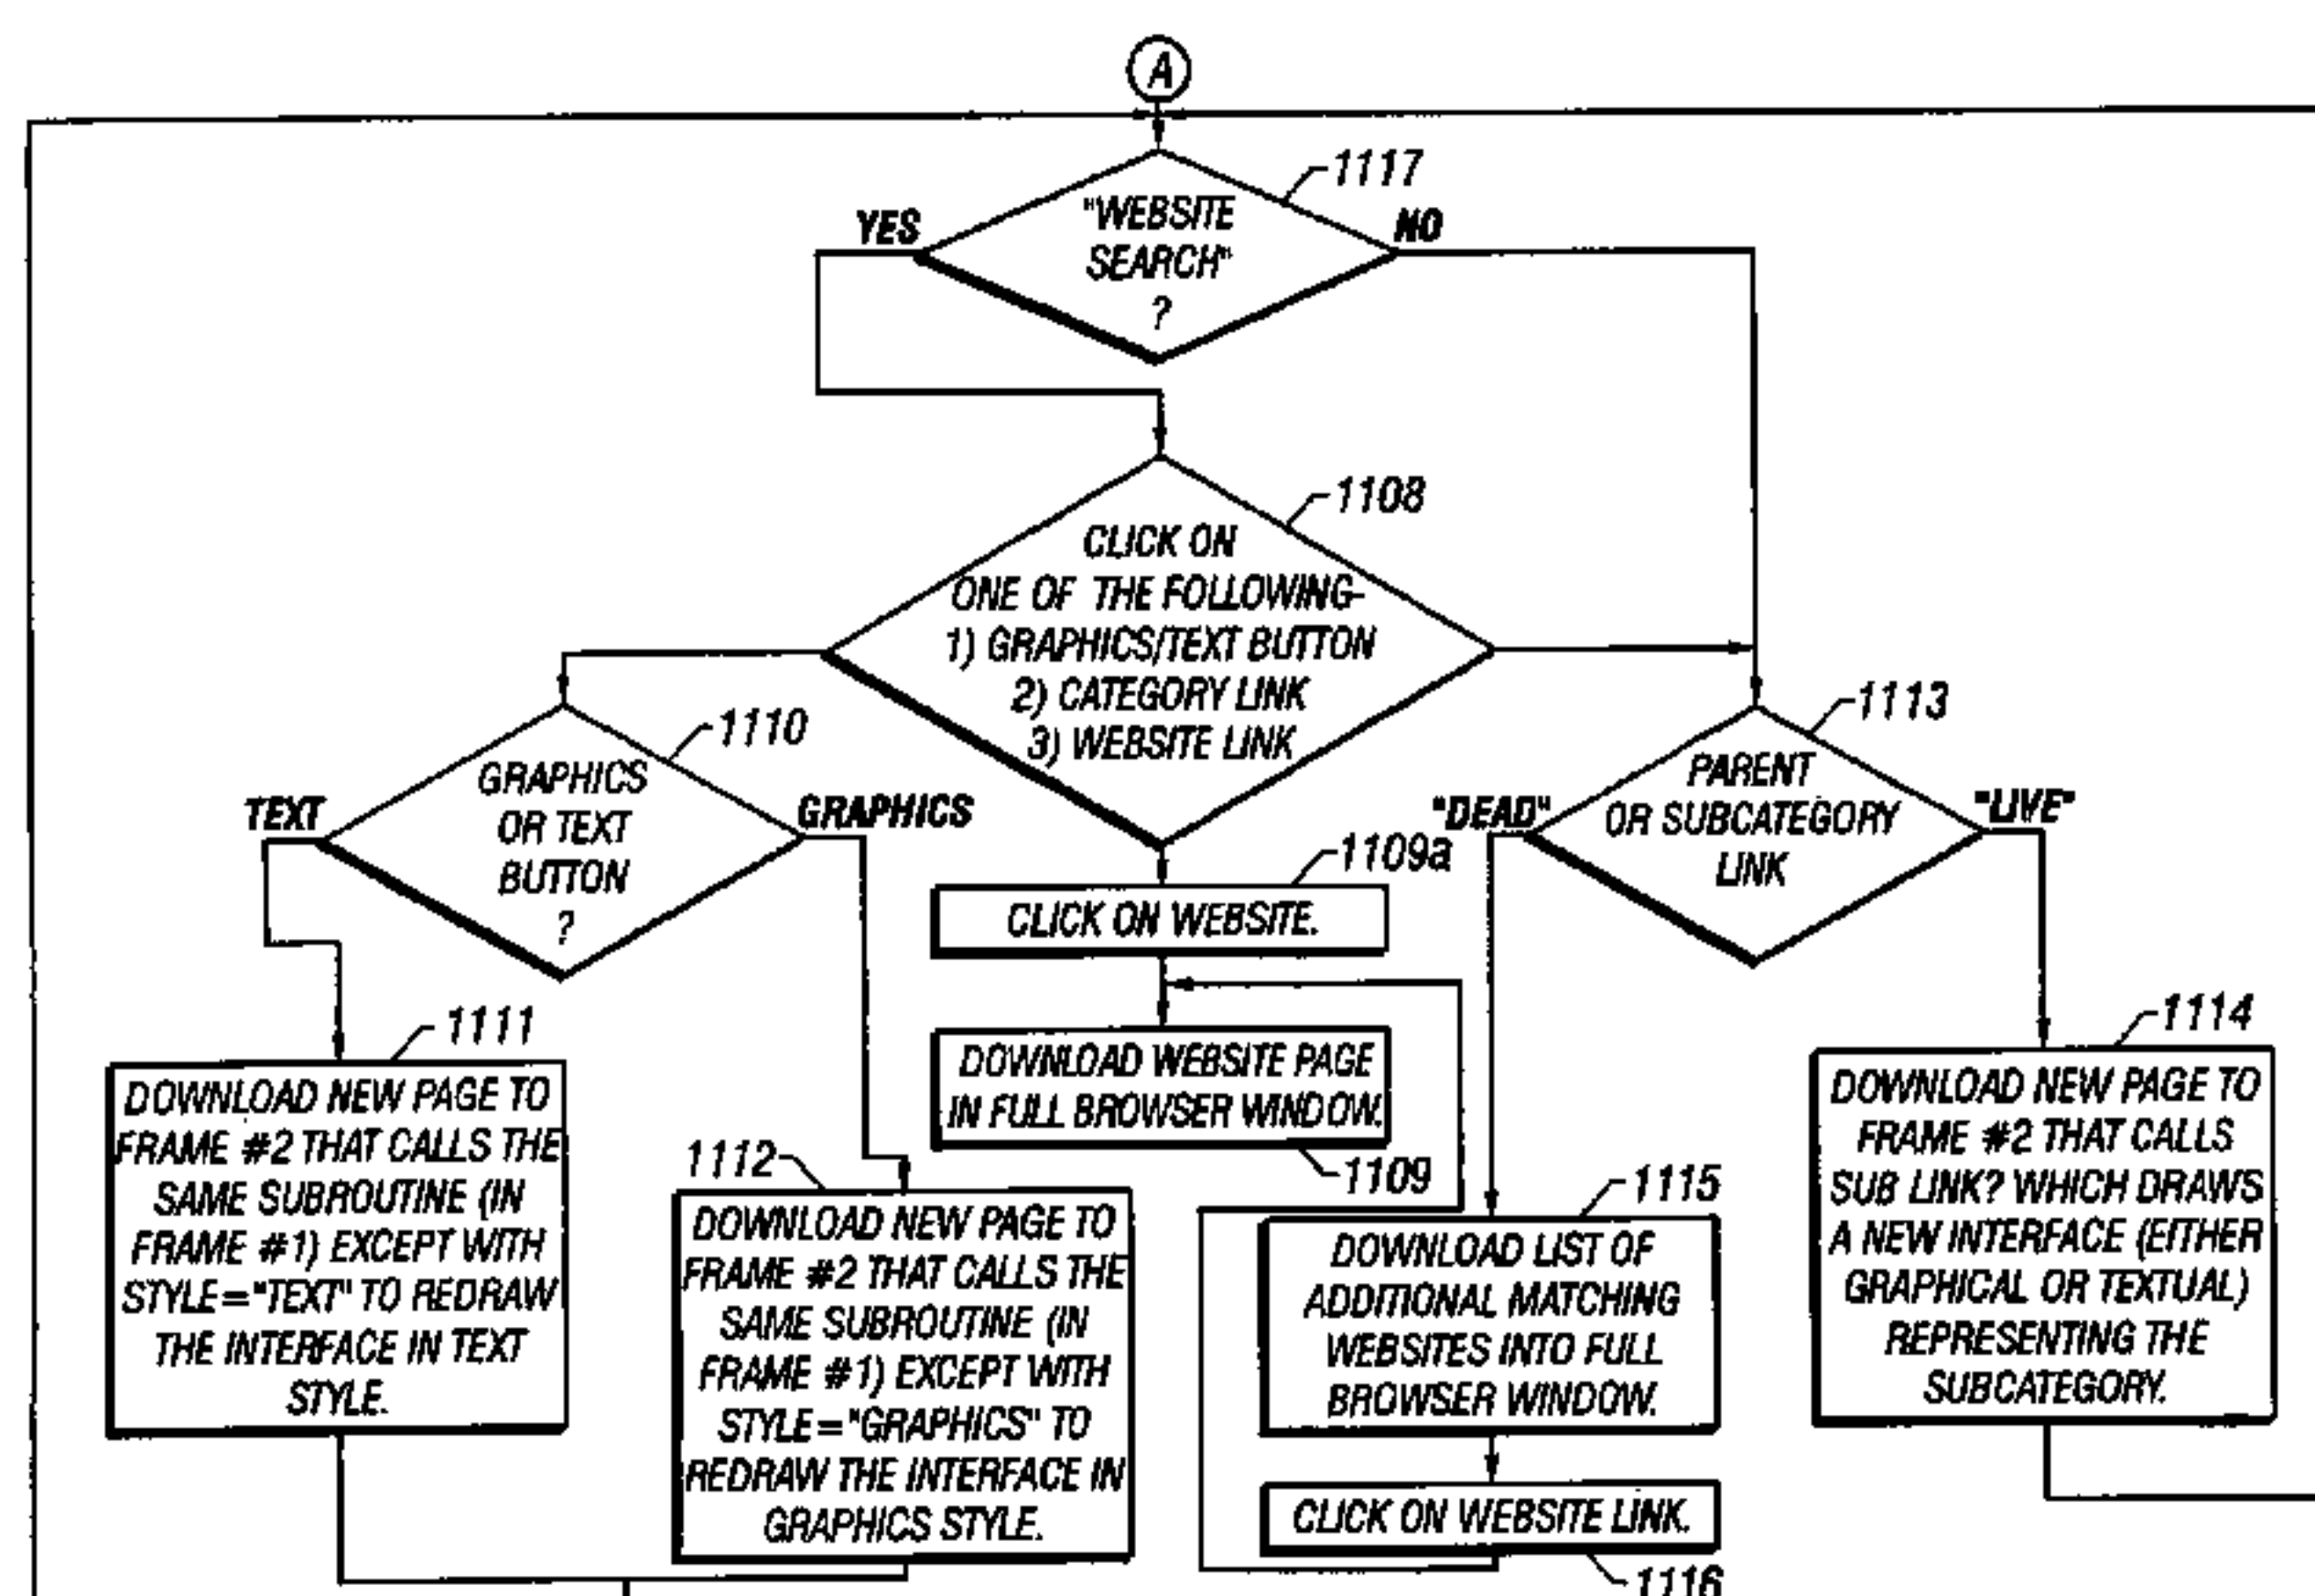 A
1117
"WEBSITE
SEARCH"
?
YES
NO
1108
CLICK ON
ONE OF THE FOLLOWING-
1) GRAPHICS/TEXT BUTTON
2) CATEGORY LINK
3) WEBSITE LINK
1110
GRAPHICS
OR TEXT
BUTTON
?
TEXT
GRAPHICS
1113
PARENT
OR SUBCATEGORY
LINK
"DEAD"
"LIVE"
1109a
CLICK ON WEBSITE.
DOWNLOAD WEBSITE PAGE
IN FULL BROWSER WINDOW.
1109
1111
DOWNLOAD NEW PAGE TO
FRAME #2 THAT CALLS THE
SAME SUBROUTINE (IN
FRAME #1) EXCEPT WITH
STYLE="TEXT" TO REDRAW
THE INTERFACE IN TEXT
STYLE.
1112
DOWNLOAD NEW PAGE TO
FRAME #2 THAT CALLS THE
SAME SUBROUTINE (IN
FRAME #1) EXCEPT WITH
STYLE="GRAPHICS" TO
REDRAW THE INTERFACE IN
GRAPHICS STYLE.
1115
DOWNLOAD LIST OF
ADDITIONAL MATCHING
WEBSITES INTO FULL
BROWSER WINDOW.
CLICK ON WEBSITE LINK.
1116
1114
DOWNLOAD NEW PAGE TO
FRAME #2 THAT CALLS
SUB LINK? WHICH DRAWS
A NEW INTERFACE (EITHER
GRAPHICAL OR TEXTUAL)
REPRESENTING THE
SUBCATEGORY.